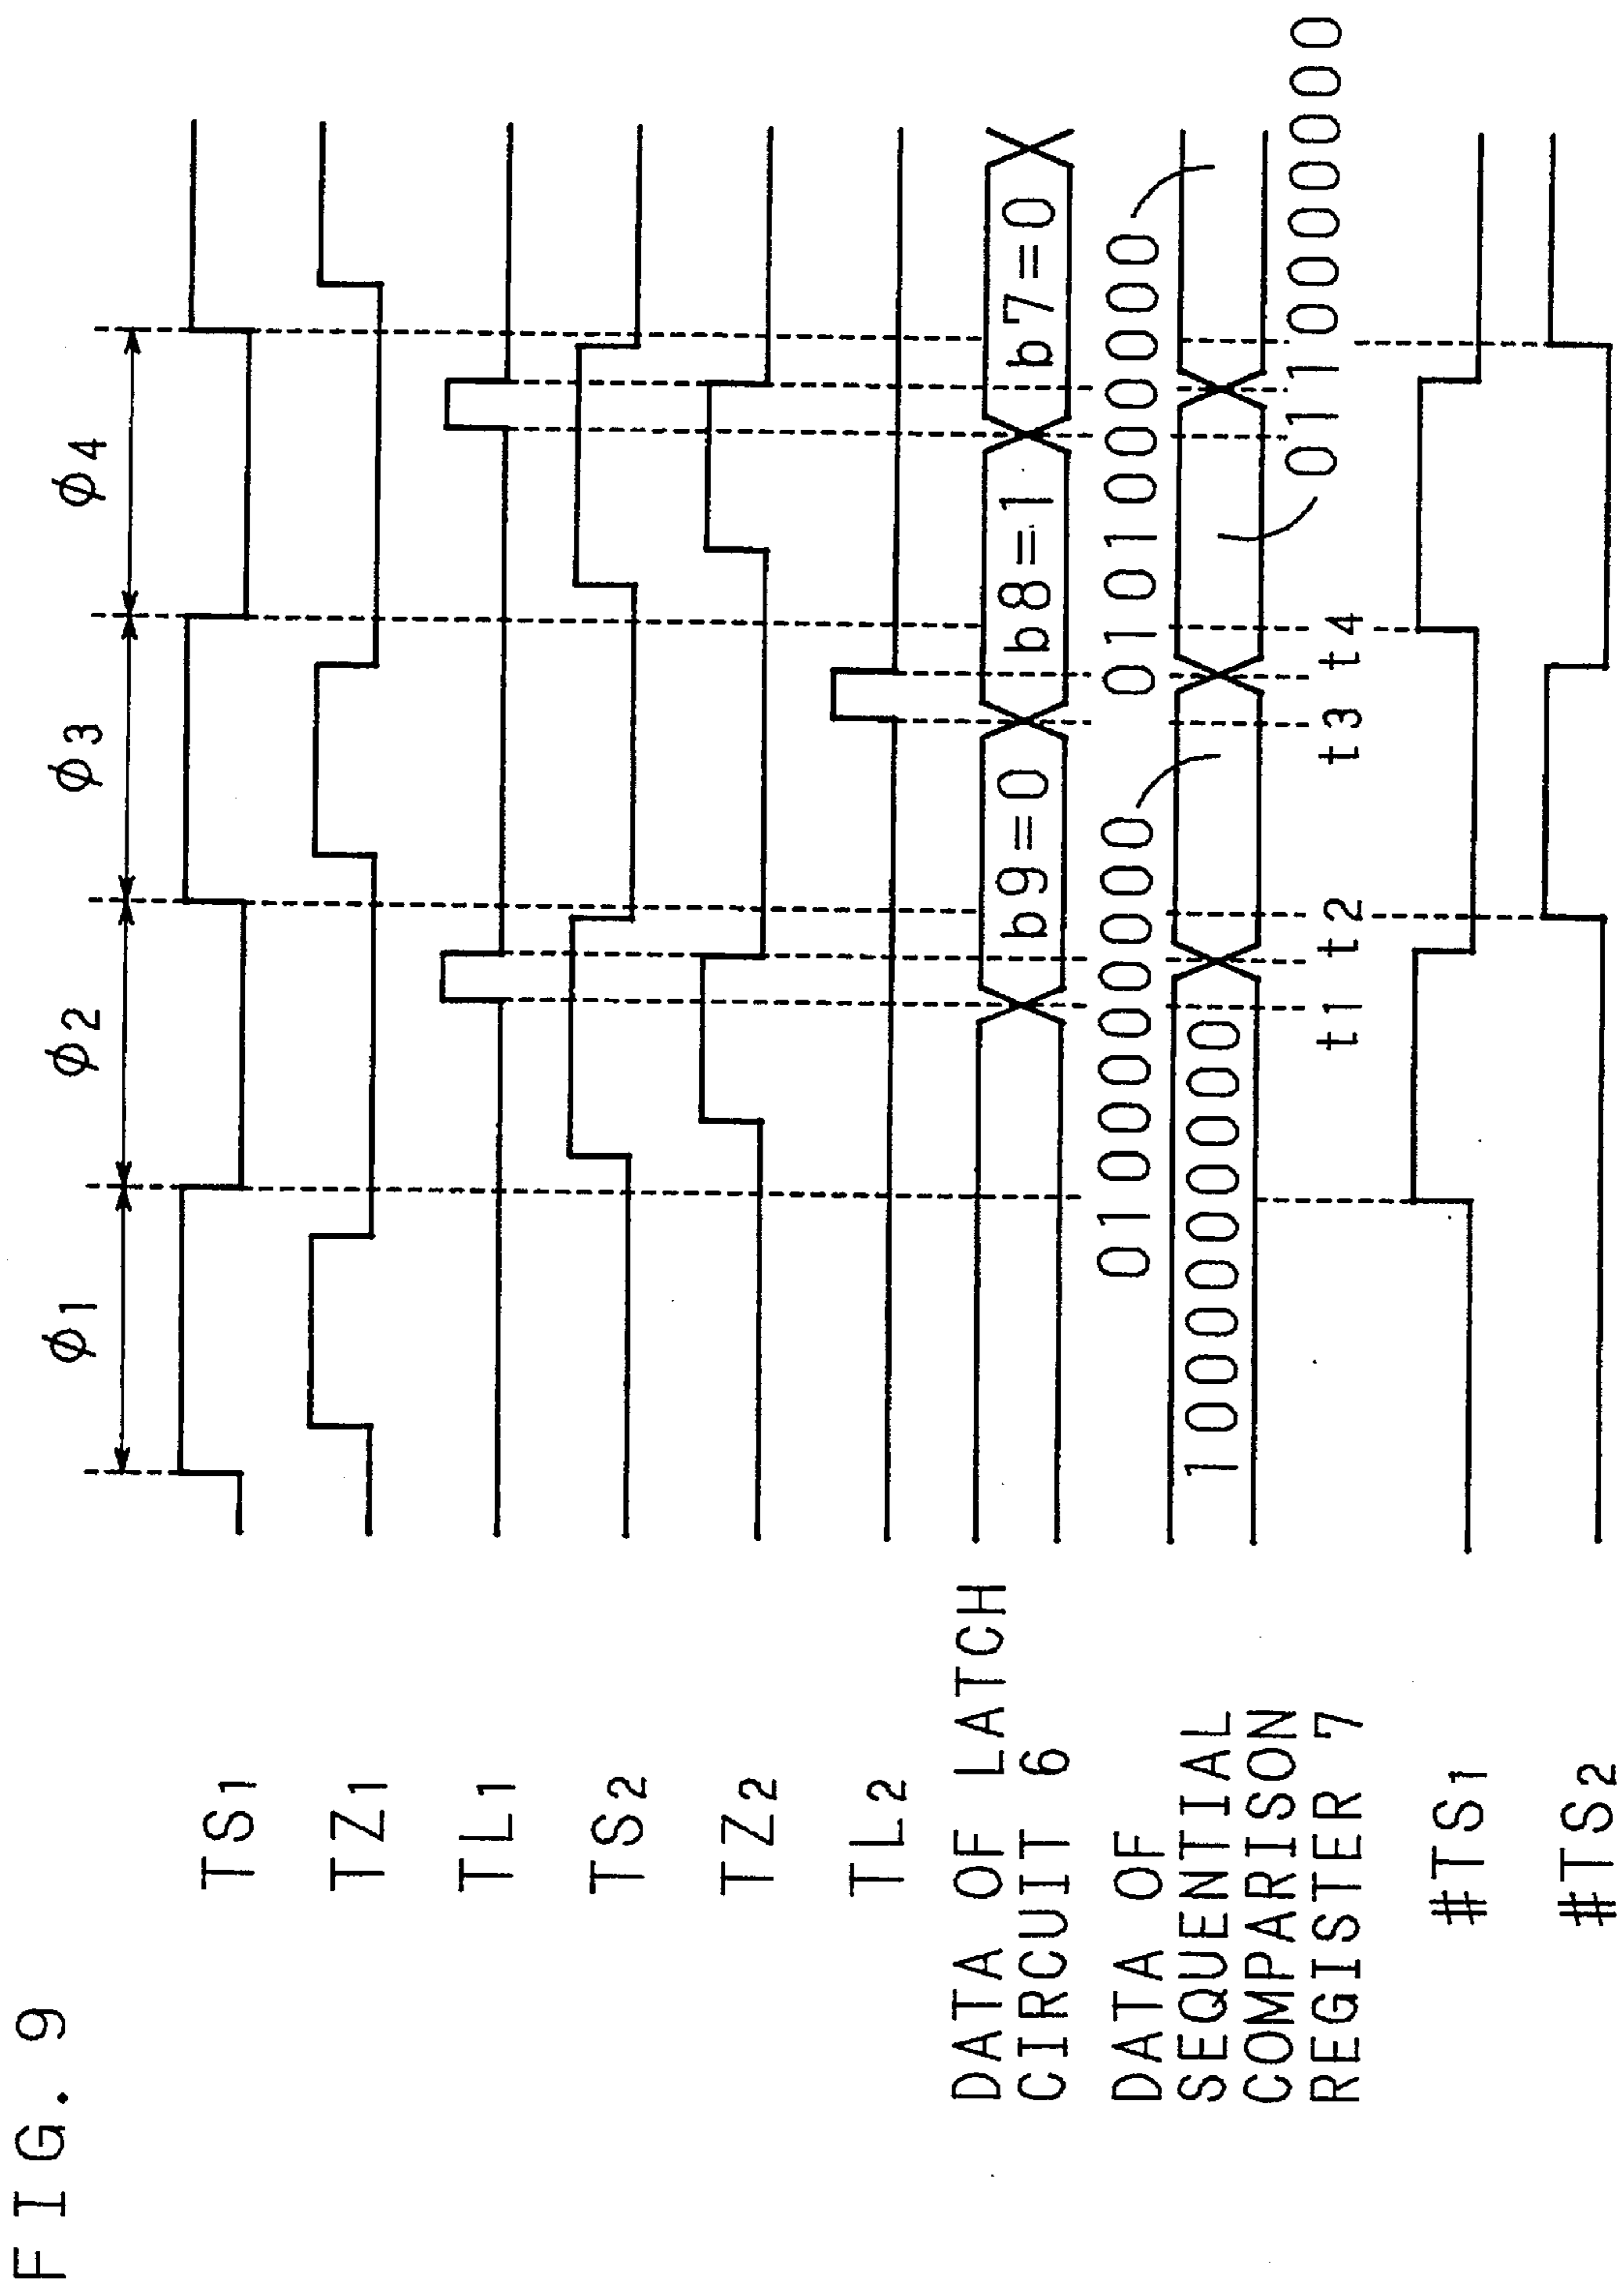 FIG. 9
φ1 φ2 φ3 φ4
TS1
TZ1
TL1
TS2
TZ2
TL2
DATA OF LATCH
CIRCUIT 6
b9=0 b8=1 b7=0
DATA OF
SEQUENTIAL
COMPARISON
REGISTER 7
0100000000 0101000000
1000000000
0110000000
t1 t2 t3 t4
#TS1
#TS2